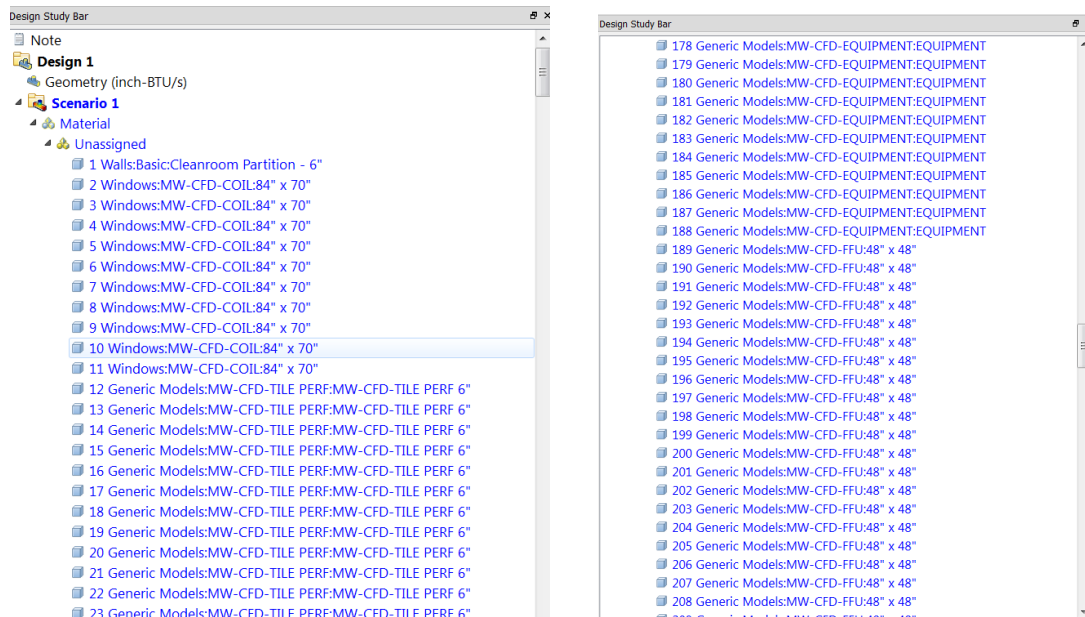 Design Study Bar
Note
Design 1
Geometry (inch-BTU/s)
Scenario 1
Material
Unassigned
1 Walls:Basic:Cleanroom Partition - 6"
2 Windows:MW-CFD-COIL:84" x 70"
3 Windows:MW-CFD-COIL:84" x 70"
4 Windows:MW-CFD-COIL:84" x 70"
5 Windows:MW-CFD-COIL:84" x 70"
6 Windows:MW-CFD-COIL:84" x 70"
7 Windows:MW-CFD-COIL:84" x 70"
8 Windows:MW-CFD-COIL:84" x 70"
9 Windows:MW-CFD-COIL:84" x 70"
10 Windows:MW-CFD-COIL:84" x 70"
11 Windows:MW-CFD-COIL:84" x 70"
12 Generic Models:MW-CFD-TILE PERF:MW-CFD-TILE PERF 6"
13 Generic Models:MW-CFD-TILE PERF:MW-CFD-TILE PERF 6"
14 Generic Models:MW-CFD-TILE PERF:MW-CFD-TILE PERF 6"
15 Generic Models:MW-CFD-TILE PERF:MW-CFD-TILE PERF 6"
16 Generic Models:MW-CFD-TILE PERF:MW-CFD-TILE PERF 6"
17 Generic Models:MW-CFD-TILE PERF:MW-CFD-TILE PERF 6"
18 Generic Models:MW-CFD-TILE PERF:MW-CFD-TILE PERF 6"
19 Generic Models:MW-CFD-TILE PERF:MW-CFD-TILE PERF 6"
20 Generic Models:MW-CFD-TILE PERF:MW-CFD-TILE PERF 6"
21 Generic Models:MW-CFD-TILE PERF:MW-CFD-TILE PERF 6"
22 Generic Models:MW-CFD-TILE PERF:MW-CFD-TILE PERF 6"
23 Generic Models:MW-CFD-TILE PERF:MW-CFD-TILE PERF 6"
Design Study Bar
178 Generic Models:MW-CFD-EQUIPMENT:EQUIPMENT
179 Generic Models:MW-CFD-EQUIPMENT:EQUIPMENT
180 Generic Models:MW-CFD-EQUIPMENT:EQUIPMENT
181 Generic Models:MW-CFD-EQUIPMENT:EQUIPMENT
182 Generic Models:MW-CFD-EQUIPMENT:EQUIPMENT
183 Generic Models:MW-CFD-EQUIPMENT:EQUIPMENT
184 Generic Models:MW-CFD-EQUIPMENT:EQUIPMENT
185 Generic Models:MW-CFD-EQUIPMENT:EQUIPMENT
186 Generic Models:MW-CFD-EQUIPMENT:EQUIPMENT
187 Generic Models:MW-CFD-EQUIPMENT:EQUIPMENT
188 Generic Models:MW-CFD-EQUIPMENT:EQUIPMENT
189 Generic Models:MW-CFD-FFU:48" x 48"
190 Generic Models:MW-CFD-FFU:48" x 48"
191 Generic Models:MW-CFD-FFU:48" x 48"
192 Generic Models:MW-CFD-FFU:48" x 48"
193 Generic Models:MW-CFD-FFU:48" x 48"
194 Generic Models:MW-CFD-FFU:48" x 48"
195 Generic Models:MW-CFD-FFU:48" x 48"
196 Generic Models:MW-CFD-FFU:48" x 48"
197 Generic Models:MW-CFD-FFU:48" x 48"
198 Generic Models:MW-CFD-FFU:48" x 48"
199 Generic Models:MW-CFD-FFU:48" x 48"
200 Generic Models:MW-CFD-FFU:48" x 48"
201 Generic Models:MW-CFD-FFU:48" x 48"
202 Generic Models:MW-CFD-FFU:48" x 48"
203 Generic Models:MW-CFD-FFU:48" x 48"
204 Generic Models:MW-CFD-FFU:48" x 48"
205 Generic Models:MW-CFD-FFU:48" x 48"
206 Generic Models:MW-CFD-FFU:48" x 48"
207 Generic Models:MW-CFD-FFU:48" x 48"
208 Generic Models:MW-CFD-FFU:48" x 48"